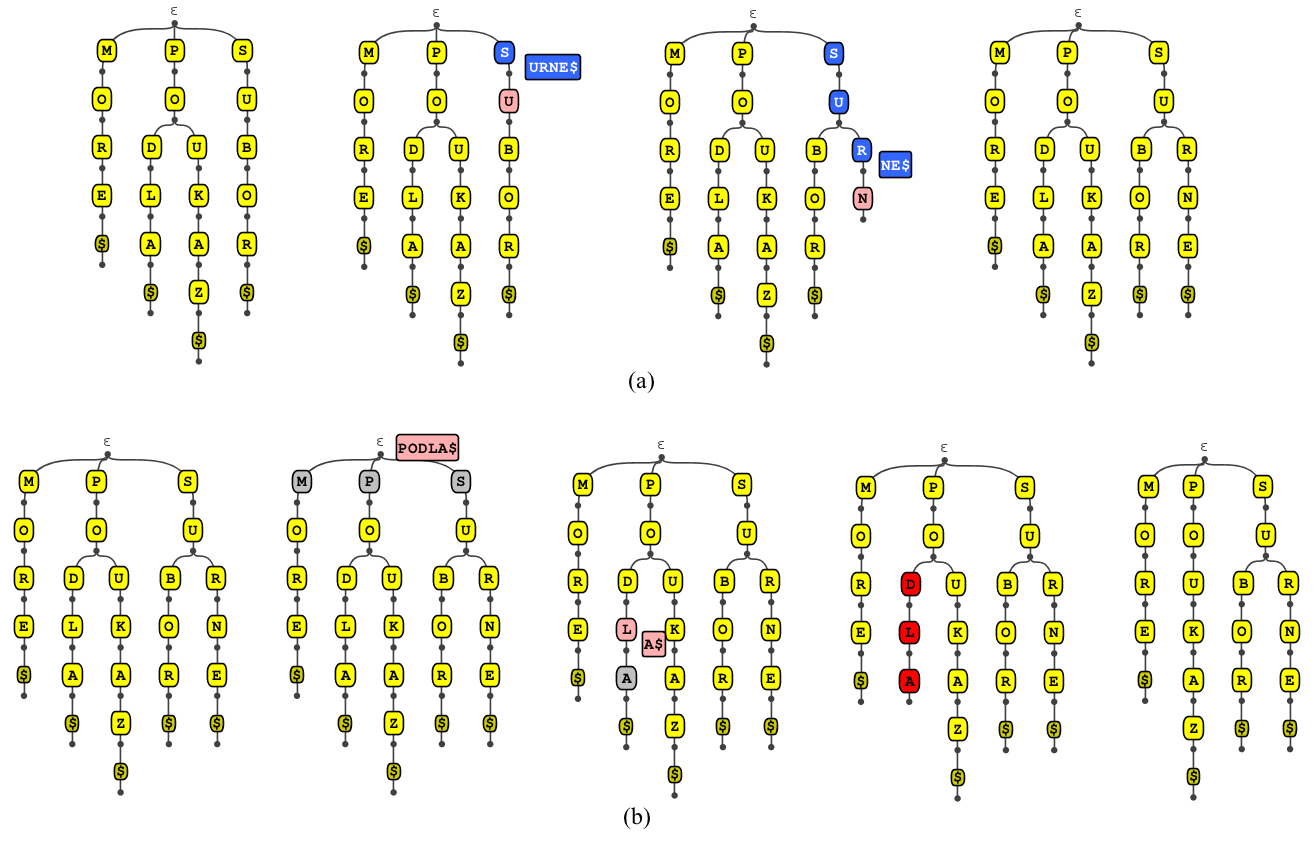 ε ε ε ε
M P S M P S M P S M P S
URNE$
O O U O O U O O U O O U
R D U B R D U B R D U B R R D U B R
NE$
E L K O E L K O E L K O N E L K O N
$ A A R $ A A R $ A A R $ A A R E
$ Z $ $ Z $ $ Z $ $ Z $ $
$ $ $ $
(a)
ε ε PODLA$ ε ε ε
M P S M P S M P S M P S M P S
O O U O O U O O U O O U O O U
R D U B R R D U B R R D U B R R D U B R R U B R
E L K O N E L K O N E L K O N E L K O N E K O N
A$
$ A A R E $ A A R E $ A A R E $ A A R E $ A R E
$ Z $ $ $ Z $ $ $ Z $ $ Z $ $ Z $ $
$ $ $ $ $
(b)